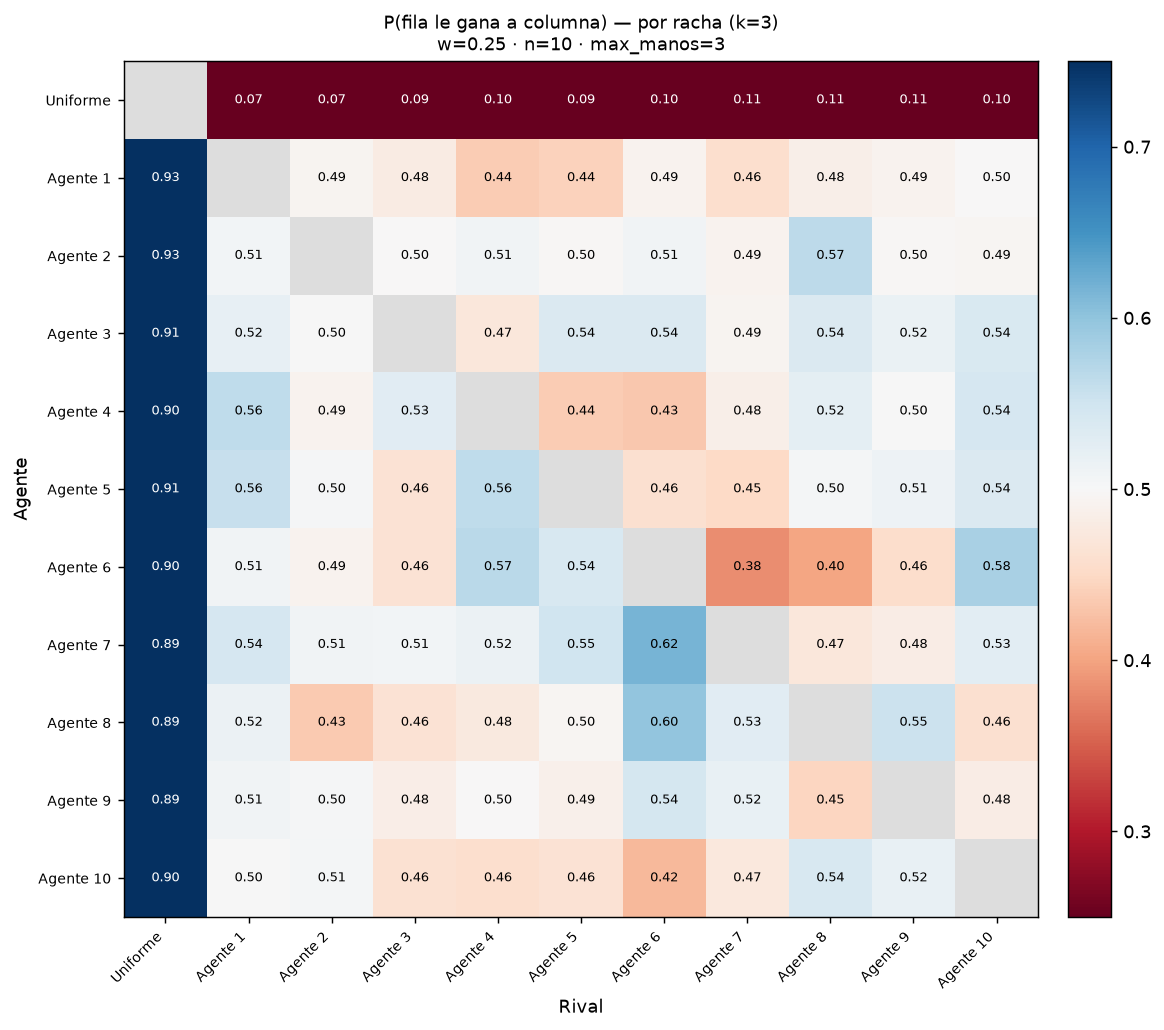 P(fila le gana a columna) — por racha (k=3)
w=0.25 · n=10 · max_manos=3
Uniforme 0.07 0.07 0.09 0.10 0.09 0.10 0.11 0.11 0.11 0.10
Agente 1 0.93 0.49 0.48 0.44 0.44 0.49 0.46 0.48 0.49 0.50
Agente 2 0.93 0.51 0.50 0.51 0.50 0.51 0.49 0.57 0.50 0.49
Agente 3 0.91 0.52 0.50 0.47 0.54 0.54 0.49 0.54 0.52 0.54
Agente 4 0.90 0.56 0.49 0.53 0.44 0.43 0.48 0.52 0.50 0.54
Agente 5 0.91 0.56 0.50 0.46 0.56 0.46 0.45 0.50 0.51 0.54
Agente 6 0.90 0.51 0.49 0.46 0.57 0.54 0.38 0.40 0.46 0.58
Agente 7 0.89 0.54 0.51 0.51 0.52 0.55 0.62 0.47 0.48 0.53
Agente 8 0.89 0.52 0.43 0.46 0.48 0.50 0.60 0.53 0.55 0.46
Agente 9 0.89 0.51 0.50 0.48 0.50 0.49 0.54 0.52 0.45 0.48
Agente 10 0.90 0.50 0.51 0.46 0.46 0.46 0.42 0.47 0.54 0.52
Uniforme Agente 1 Agente 2 Agente 3 Agente 4 Agente 5 Agente 6 Agente 7 Agente 8 Agente 9 Agente 10
Rival
Agente
0.7
0.6
0.5
0.4
0.3